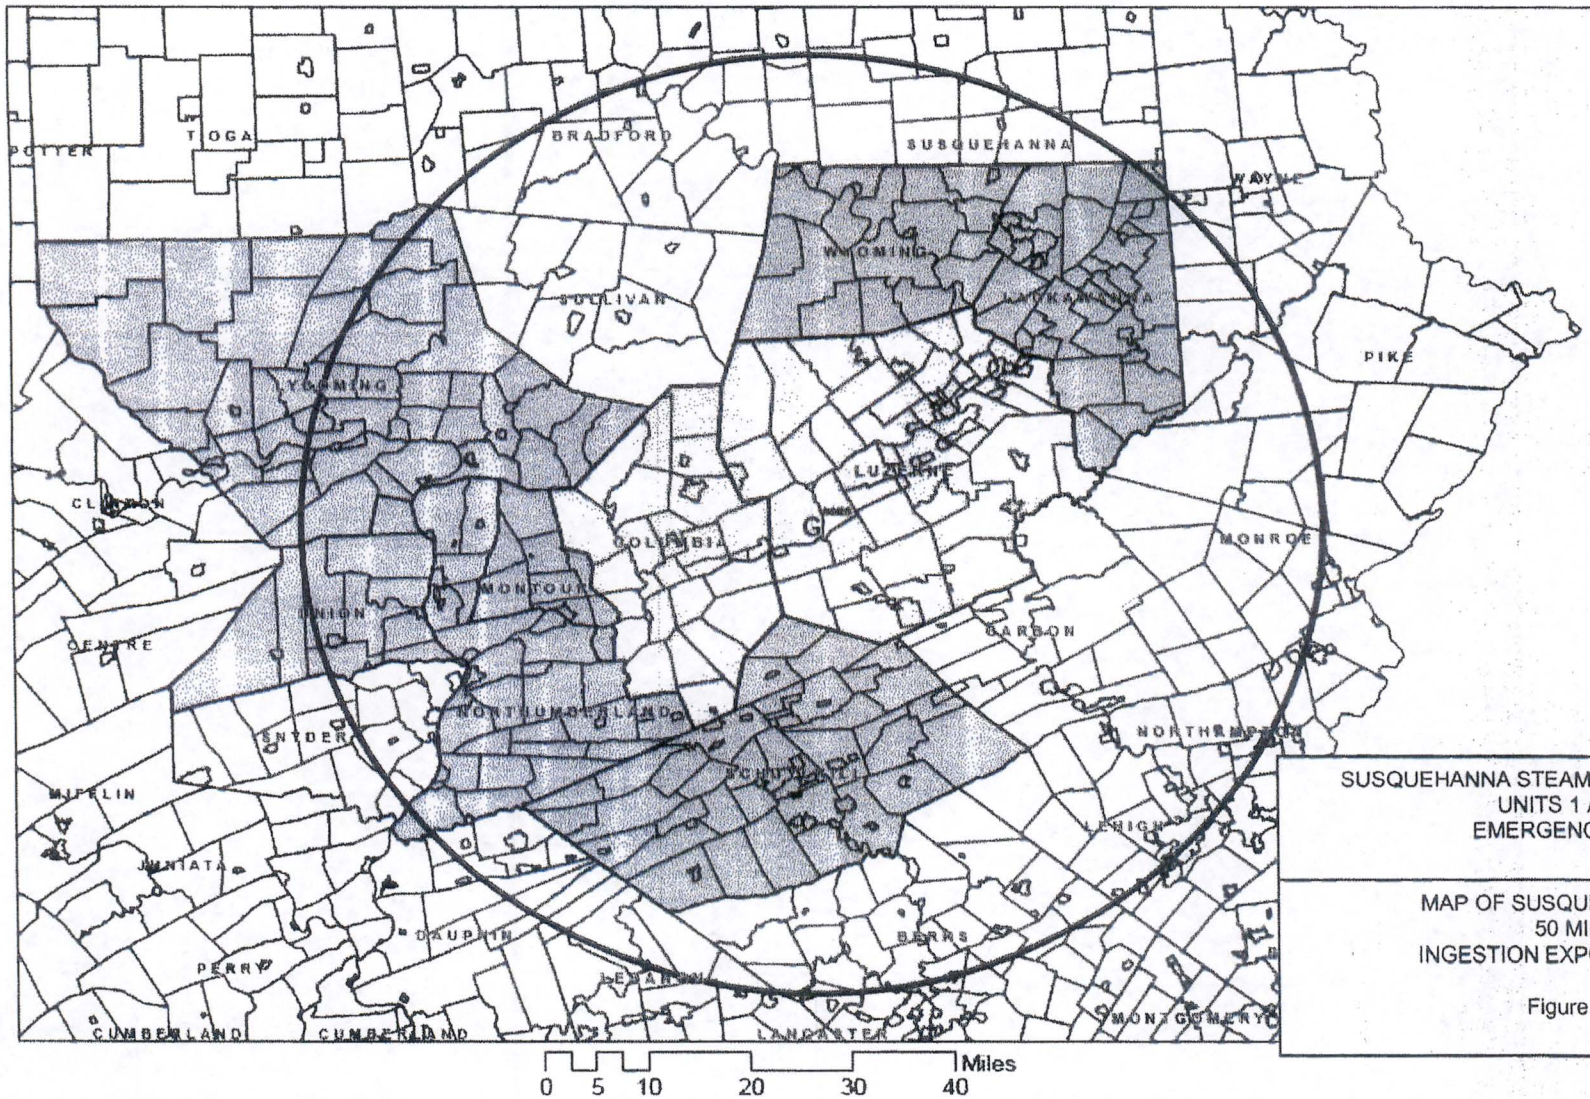 POTTER
TIOGA
BRADFORD
SUSQUEHANNA
WAYNE
WYOMING
SULLIVAN
LACKAWANNA
PIKE
LYCOMING
LUZERNE
CLINTON
G
COLUMBIA
MONROE
MONTOUR
UNION
CARBON
CENTRE
NORTHUMBERLAND
NORTHAMPTON
SNYDER
SCHUYLKILL
MIFFLIN
LEHIGH
JUNIATA
DAUPHIN
BERKS
PERRY
LEBANON
CUMBERLAND
CUMBERLAND
LANCASTER
MONTGOMERY
SUSQUEHANNA STEAM
UNITS 1 A
EMERGENC
MAP OF SUSQUE
50 MI
INGESTION EXP
Figure
Miles
0 5 10 20 30 40